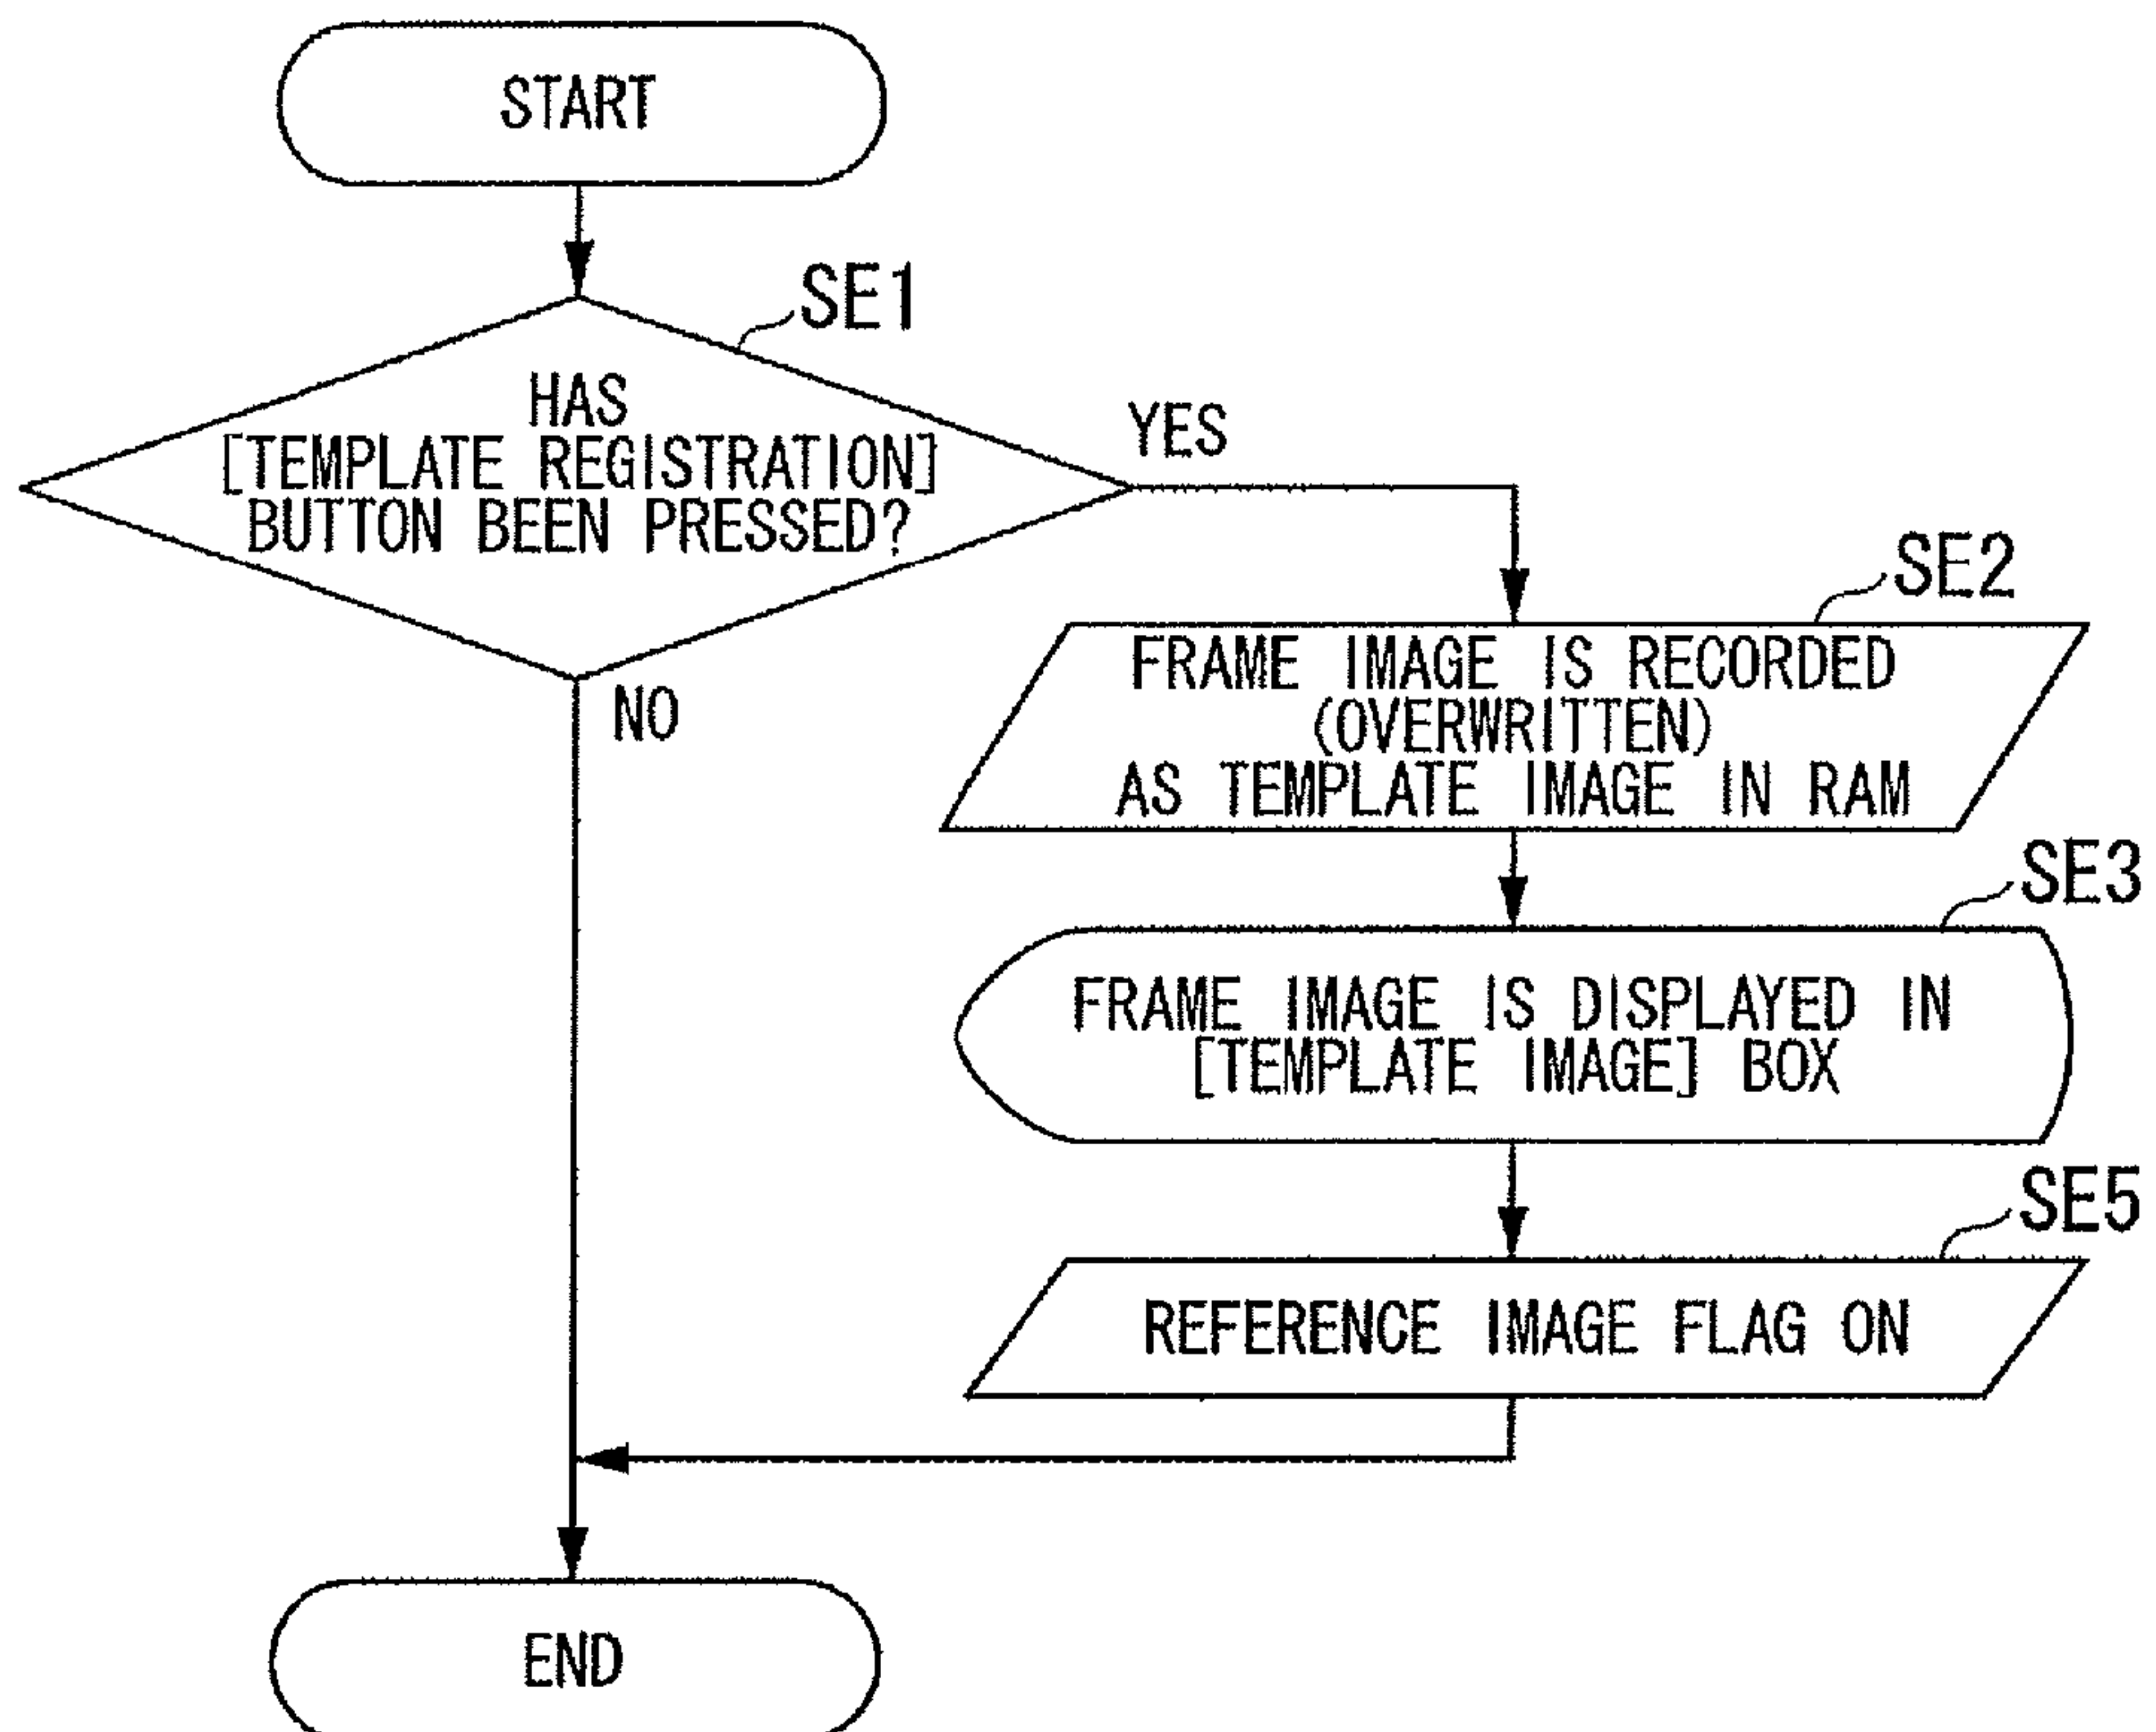 START
SE1
HAS
[TEMPLATE REGISTRATION]
BUTTON BEEN PRESSED?
YES
NO
SE2
FRAME IMAGE IS RECORDED
(OVERWRITTEN)
AS TEMPLATE IMAGE IN RAM
SE3
FRAME IMAGE IS DISPLAYED IN
[TEMPLATE IMAGE] BOX
SE5
REFERENCE IMAGE FLAG ON
END